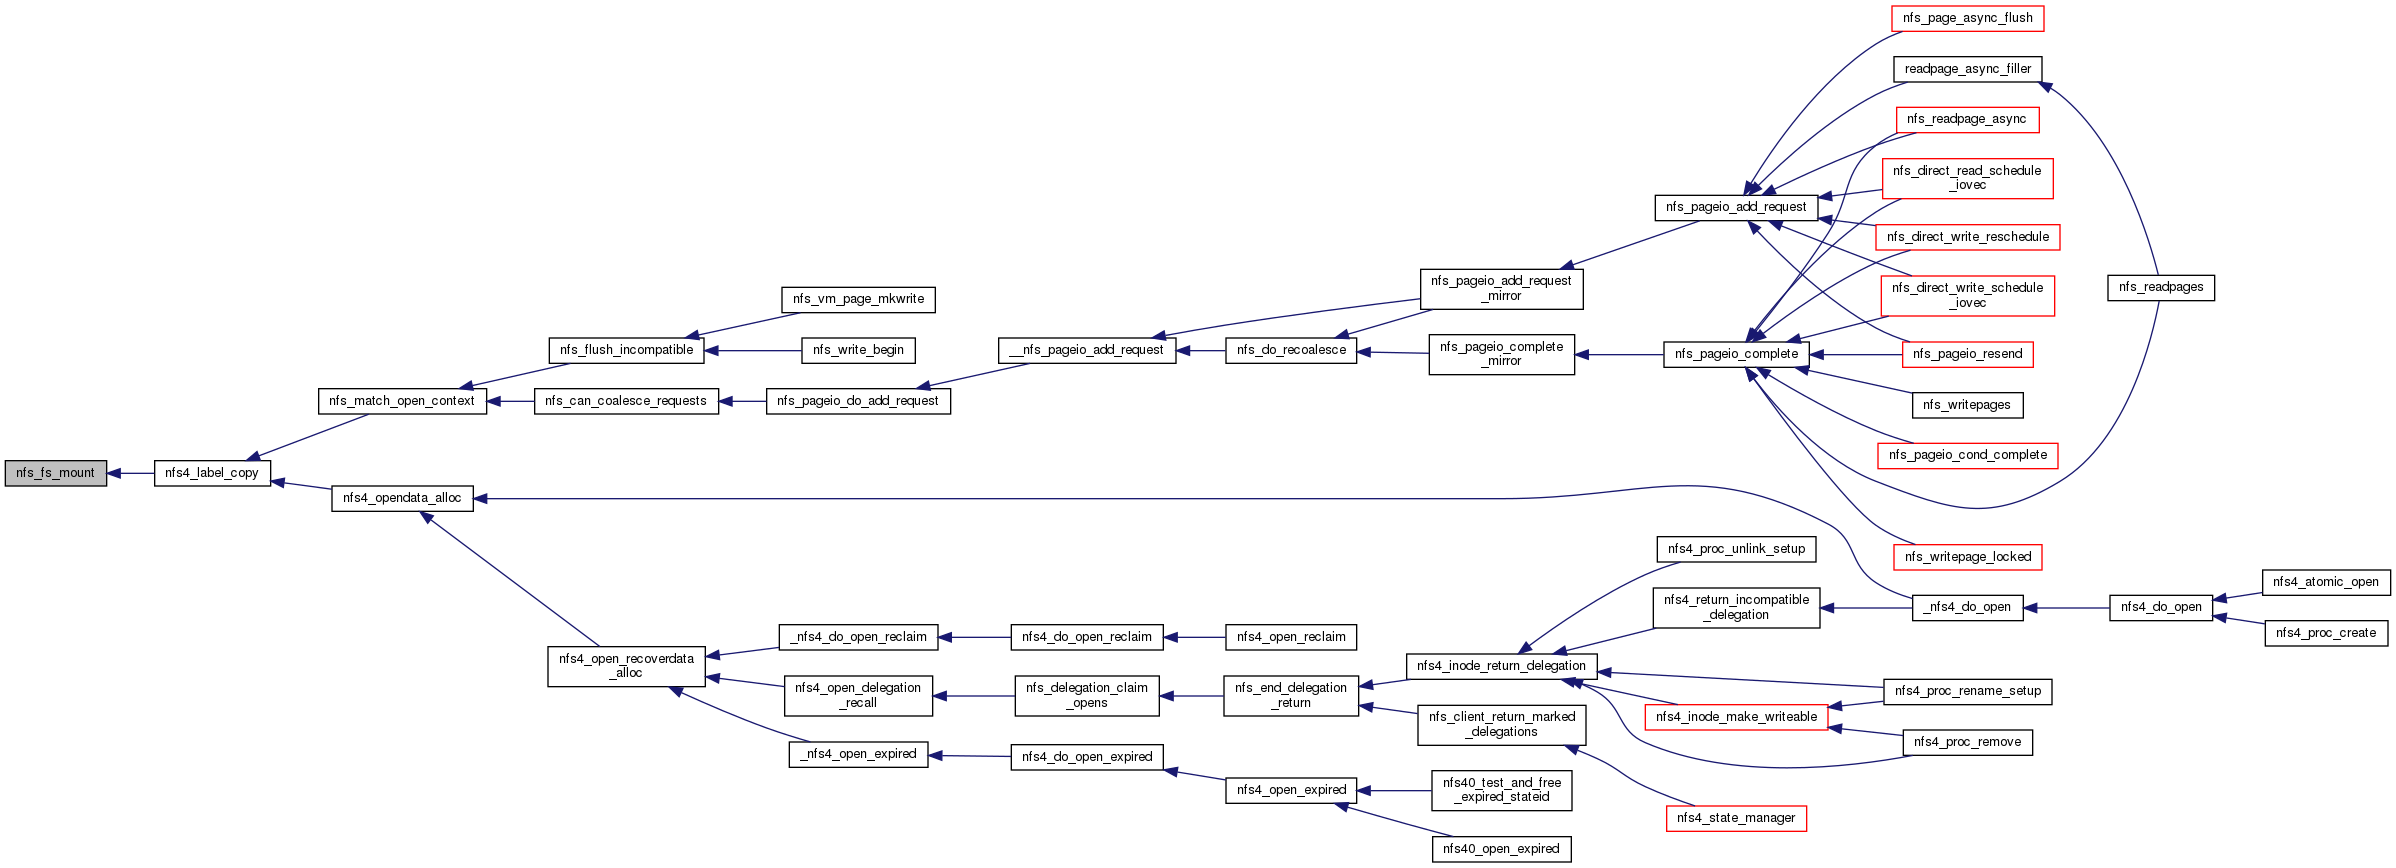 nfs_fs_mount
nfs4_label_copy
nfs_match_open_context
nfs4_opendata_alloc
nfs_flush_incompatible
nfs_can_coalesce_requests
nfs4_open_recoverdata
_alloc
nfs_vm_page_mkwrite
nfs_write_begin
nfs_pageio_do_add_request
_nfs4_do_open_reclaim
nfs4_open_delegation
_recall
_nfs4_open_expired
__nfs_pageio_add_request
nfs4_do_open_reclaim
nfs_delegation_claim
_opens
nfs4_do_open_expired
nfs_do_recoalesce
nfs4_open_reclaim
nfs_end_delegation
_return
nfs4_open_expired
nfs_pageio_add_request
_mirror
nfs_pageio_complete
_mirror
nfs4_inode_return_delegation
nfs_client_return_marked
_delegations
nfs40_test_and_free
_expired_stateid
nfs40_open_expired
nfs_pageio_add_request
nfs_pageio_complete
nfs4_proc_unlink_setup
nfs4_return_incompatible
_delegation
nfs4_inode_make_writeable
nfs4_state_manager
nfs_page_async_flush
readpage_async_filler
nfs_readpage_async
nfs_direct_read_schedule
_iovec
nfs_direct_write_reschedule
nfs_direct_write_schedule
_iovec
nfs_pageio_resend
nfs_writepages
nfs_pageio_cond_complete
nfs_writepage_locked
_nfs4_do_open
nfs4_proc_rename_setup
nfs4_proc_remove
nfs_readpages
nfs4_do_open
nfs4_atomic_open
nfs4_proc_create